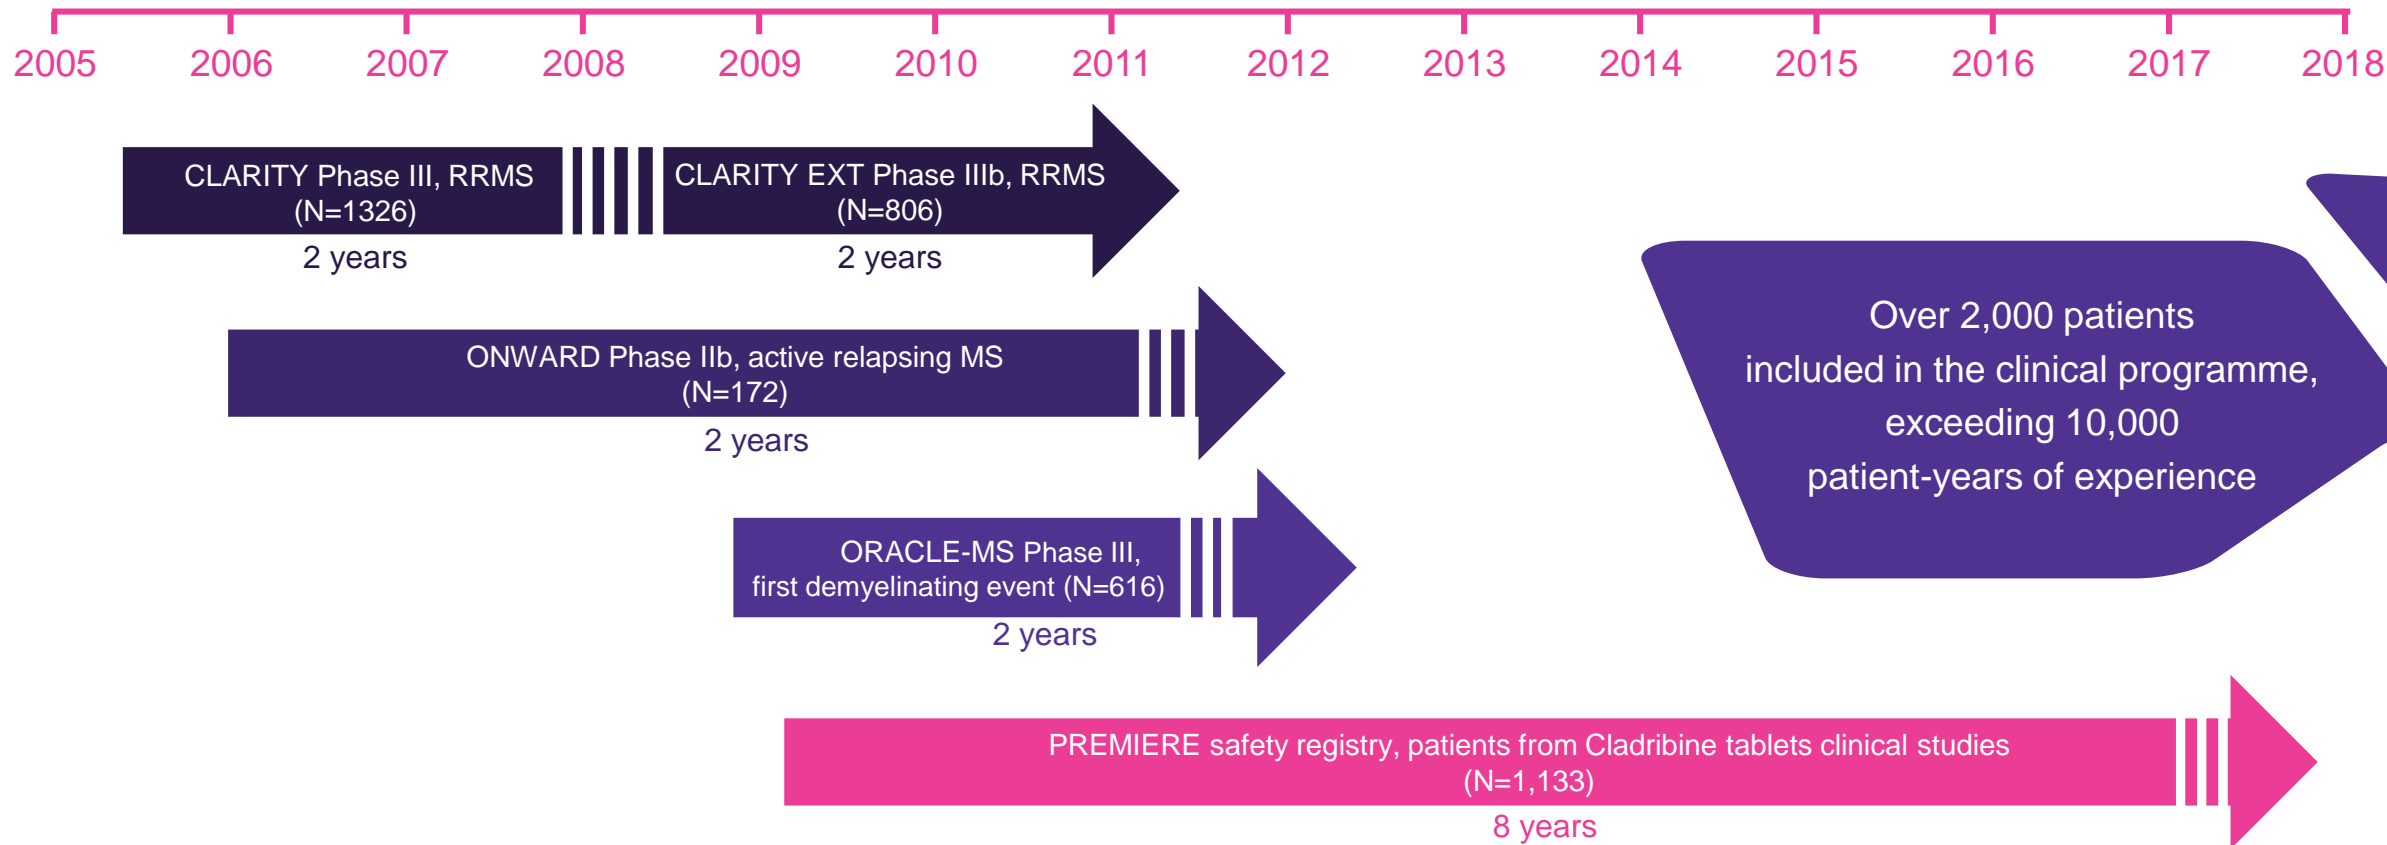 2005 2006 2007 2008 2009 2010 2011 2012 2013 2014 2015 2016 2017 2018
CLARITY Phase III, RRMS
(N=1326)
2 years
CLARITY EXT Phase IIIb, RRMS
(N=806)
2 years
ONWARD Phase IIb, active relapsing MS
(N=172)
2 years
Over 2,000 patients
included in the clinical programme,
exceeding 10,000
patient-years of experience
ORACLE-MS Phase III,
first demyelinating event (N=616)
2 years
PREMIERE safety registry, patients from Cladribine tablets clinical studies
(N=1,133)
8 years